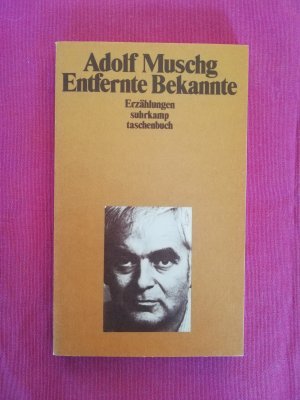 Adolf Muschg
Entfernte Bekannte
Erzählungen
suhrkamp
taschenbuch